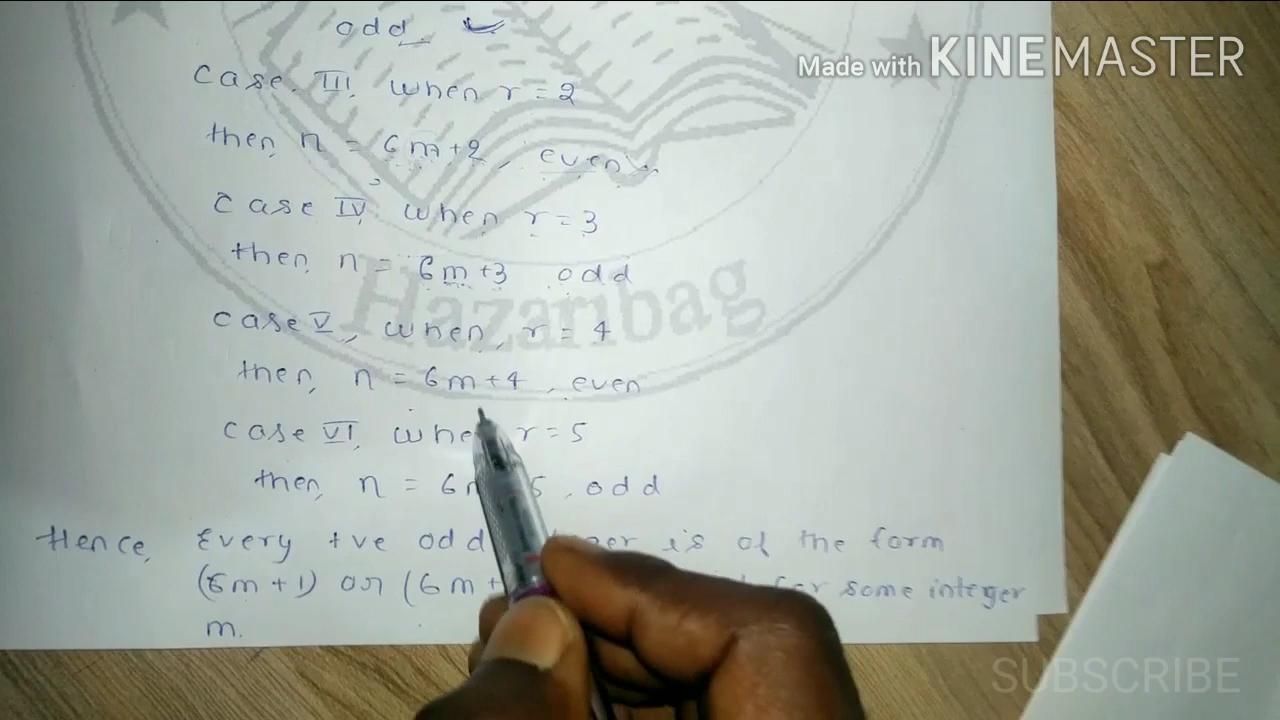 Made with KINEMASTER
odd.
Case III, when r = 2
then, n = 6m+2, even
Case IV, when r = 3
then, n = 6m+3 odd
Hazaribag
case V, when, r = 4
then, n = 6m+4, even
case VI, when r = 5
then, n = 6m 5, odd
Hence, Every +ve odd is of the form
(6m+1) or (6m+ for some integer
m.
SUBSCRIBE